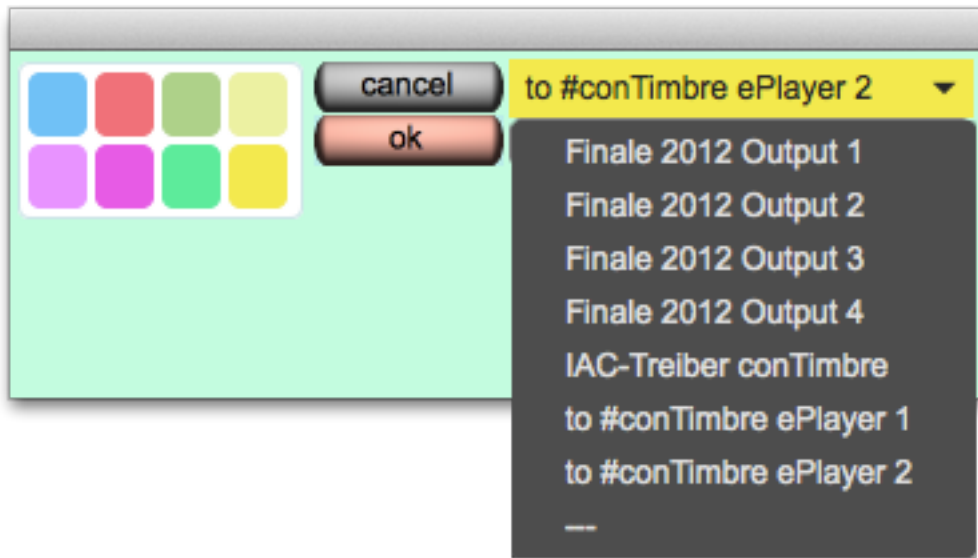 cancel
to #conTimbre ePlayer 2
ok
Finale 2012 Output 1
Finale 2012 Output 2
Finale 2012 Output 3
Finale 2012 Output 4
IAC-Treiber conTimbre
to #conTimbre ePlayer 1
to #conTimbre ePlayer 2
---